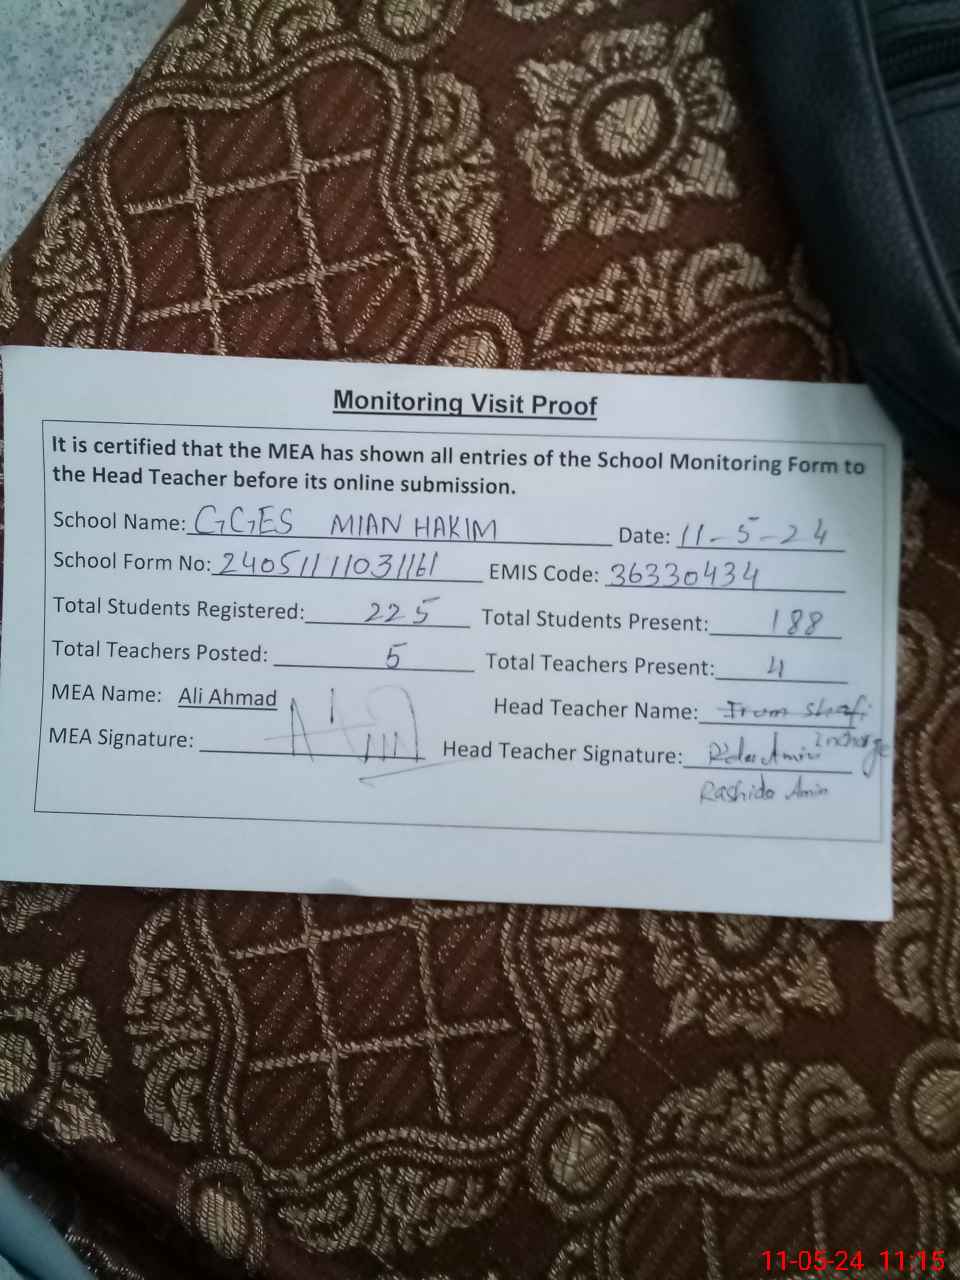 Monitoring Visit Proof
It is certified that the MEA has shown all entries of the School Monitoring Form to
the Head Teacher before its online submission.
School Name: GGES MIAN HAKIM Date: 11-5-24
School Form No: 24051111031161 EMIS Code: 36330434
Total Students Registered: 225 Total Students Present: 188
Total Teachers Posted: 5 Total Teachers Present: 4
MEA Name: Ali Ahmad Head Teacher Name: Irum Shafi
MEA Signature: Head Teacher Signature: Incharge
Rashida Amin
11-05-24 11:15